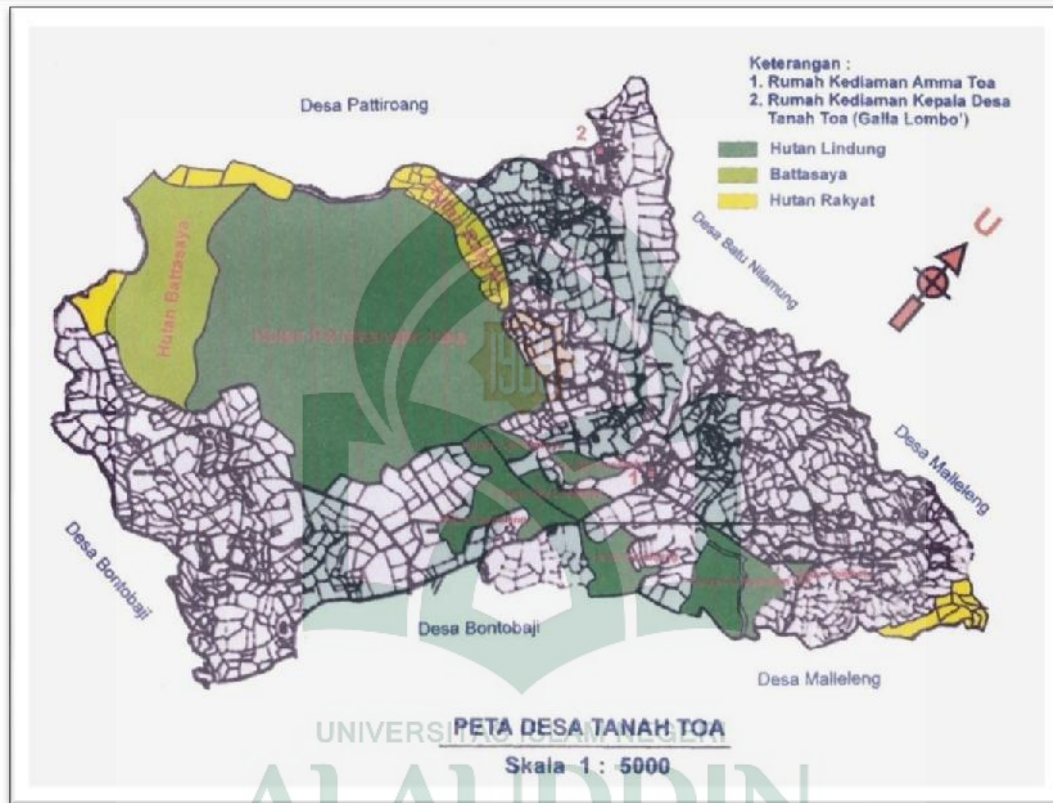 Desa Pattiroang
Keterangan :
1. Rumah Kediaman Amma Toa
2. Rumah Kediaman Kepala Desa
Tanah Toa (Galla Lombo')
Hutan Lindung
Battasaya
Hutan Rakyat
2
U
Desa Batu Nilamung
Hutan Battasaya
1
Desa Malleleng
Desa Bontobaji
Desa Bontobaji
Desa Malleleng
UNIVERSITAS ISLAM NEGERI
PETA DESA TANAH TOA
Skala 1 : 5000
ALAUDDIN